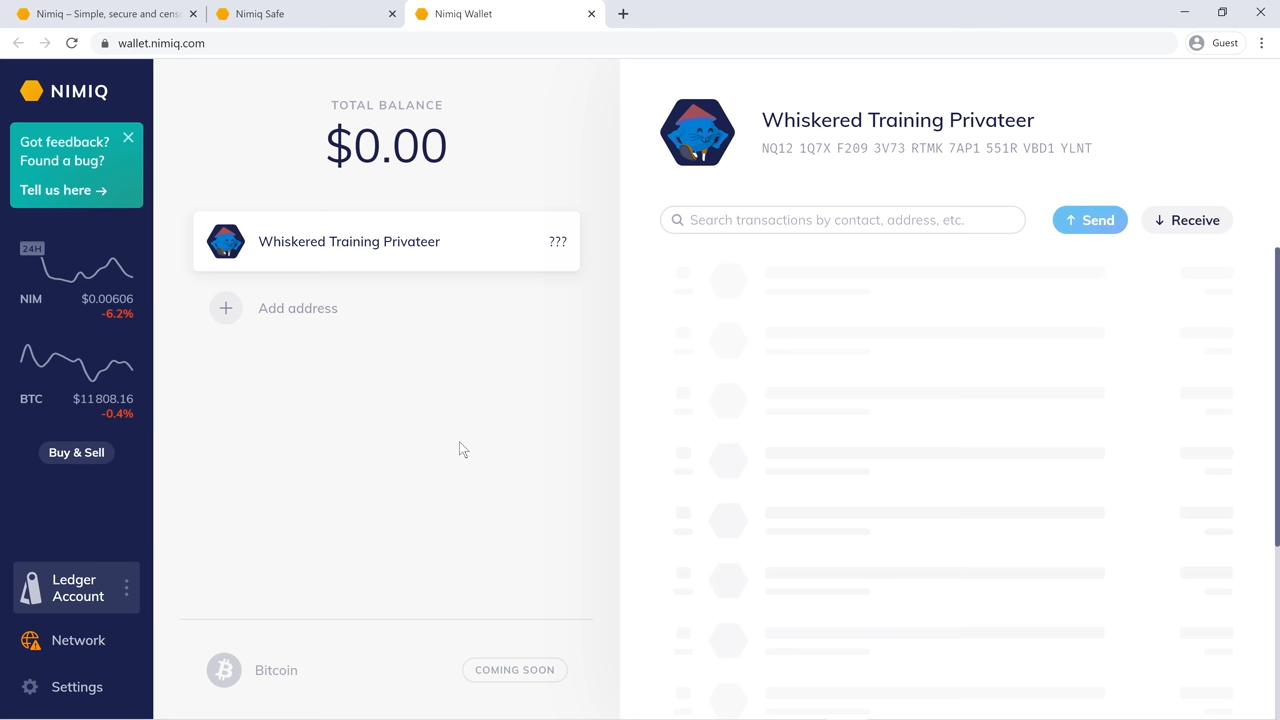 Nimiq – Simple, secure and cens
Nimiq Safe
Nimiq Wallet
wallet.nimiq.com
Guest
NIMIQ
Got feedback?
Found a bug?
Tell us here →
24H
NIM $0.00606
-6.2%
BTC $11 808.16
-0.4%
Buy & Sell
Ledger
Account
Network
Settings
TOTAL BALANCE
$0.00
Whiskered Training Privateer ???
Add address
Bitcoin COMING SOON
Whiskered Training Privateer
NQ12 1Q7X F209 3V73 RTMK 7AP1 551R VBD1 YLNT
Search transactions by contact, address, etc.
↑ Send
↓ Receive